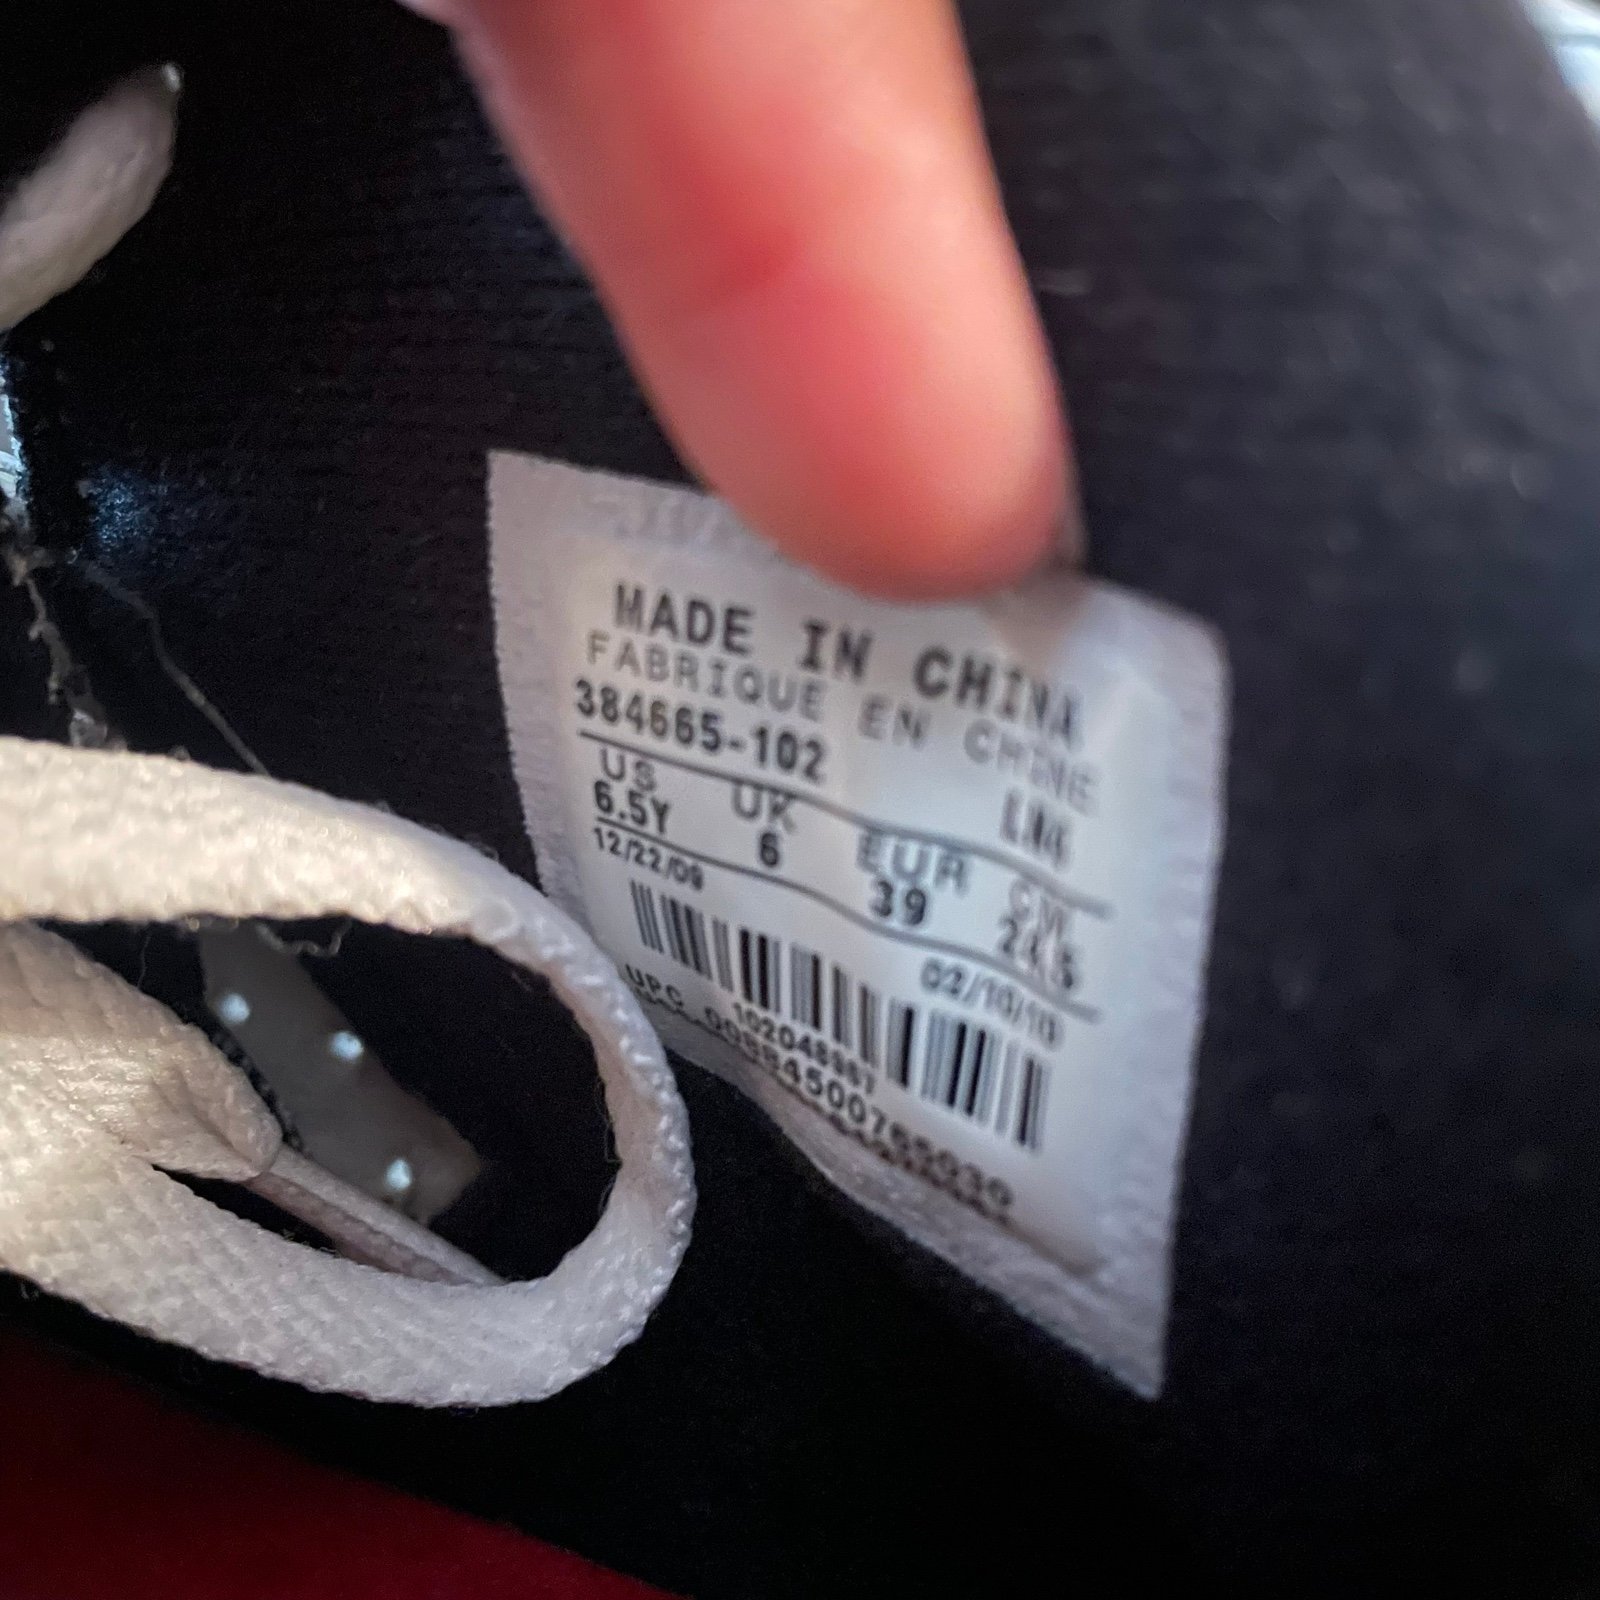 MADE IN CHINA
FABRIQUE EN CHINE
384665-102
US UK EUR CM
6.5Y 6 39 24.5
12/22/09 02/10/10
UPC